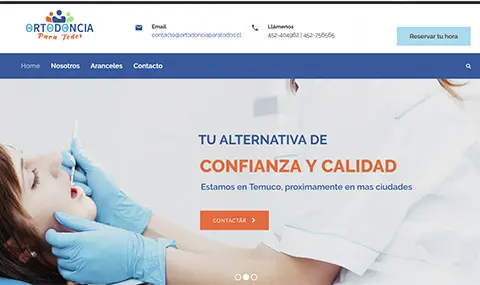 ORTODONCIA
Para Todos
Email
contacto@ortodonciaparatodos.cl
Llámenos
452-404962 | 452-756565
Reservar tu hora
Home Nosotros Aranceles Contacto
TU ALTERNATIVA DE
CONFIANZA Y CALIDAD
Estamos en Temuco, proximamente en mas ciudades
CONTACTÁR